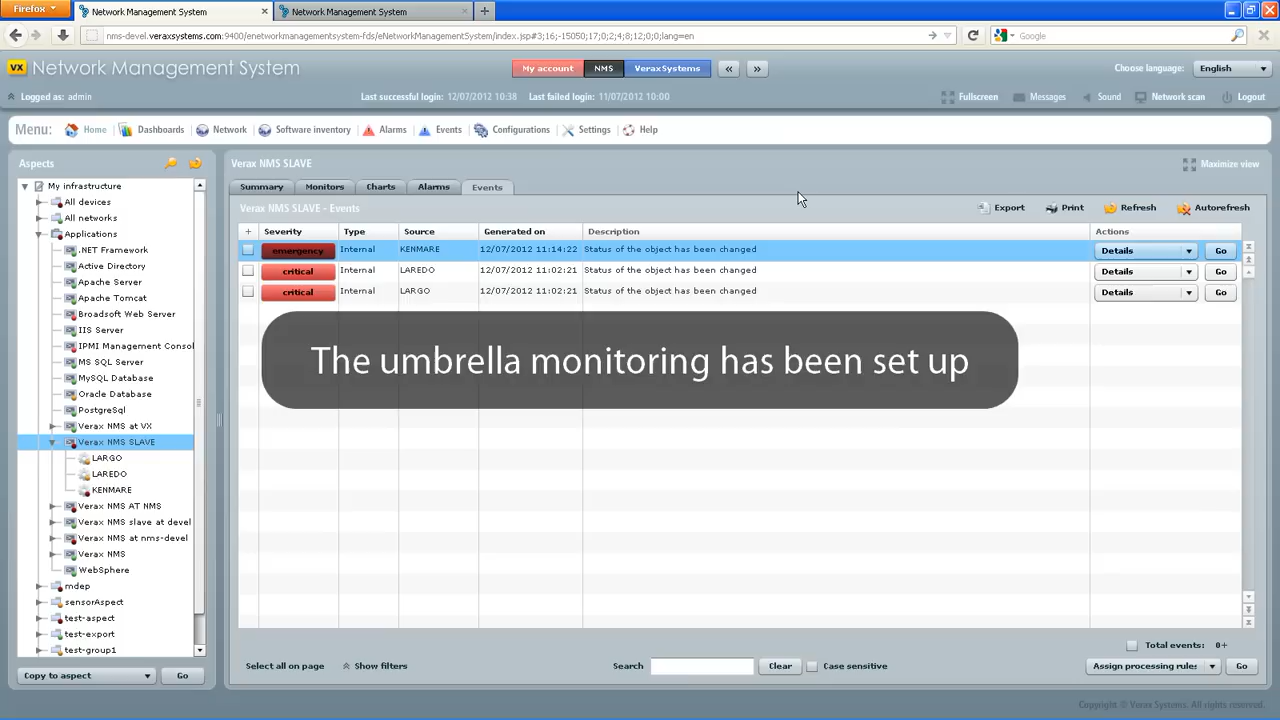 Firefox
Network Management System
Network Management System
nms-devel.veraxsystems.com:9400/enetworkmanagementsystem-fds/eNetworkManagementSystem/index.jsp#3;16;-15050;17;0;2;4;8;12;0;0;lang=en
Google
VX Network Management System
My account
NMS
VeraxSystems
«
»
Choose language:
English
Logged as: admin
Last successful login: 12/07/2012 10:38
Last failed login: 11/07/2012 10:00
Fullscreen
Messages
Sound
Network scan
Logout
Menu:
Home
Dashboards
Network
Software inventory
Alarms
Events
Configurations
Settings
Help
Aspects
My infrastructure
All devices
All networks
Applications
.NET Framework
Active Directory
Apache Server
Apache Tomcat
Broadsoft Web Server
IIS Server
IPMI Management Consol
MS SQL Server
MySQL Database
Oracle Database
PostgreSql
Verax NMS at VX
Verax NMS SLAVE
LARGO
LAREDO
KENMARE
Verax NMS AT NMS
Verax NMS slave at devel
Verax NMS at nms-devel
Verax NMS
WebSphere
mdep
sensorAspect
test-aspect
test-export
test-group1
Copy to aspect
Go
Verax NMS SLAVE
Maximize view
Summary
Monitors
Charts
Alarms
Events
Verax NMS SLAVE - Events
Export
Print
Refresh
Autorefresh
+ Severity Type Source Generated on Description Actions
emergency Internal KENMARE 12/07/2012 11:14:22 Status of the object has been changed Details Go
critical Internal LAREDO 12/07/2012 11:02:21 Status of the object has been changed Details Go
critical Internal LARGO 12/07/2012 11:02:21 Status of the object has been changed Details Go
The umbrella monitoring has been set up
Total events: 0+
Select all on page
Show filters
Search
Clear
Case sensitive
Assign processing rules
Go
Copyright © Verax Systems. All rights reserved.